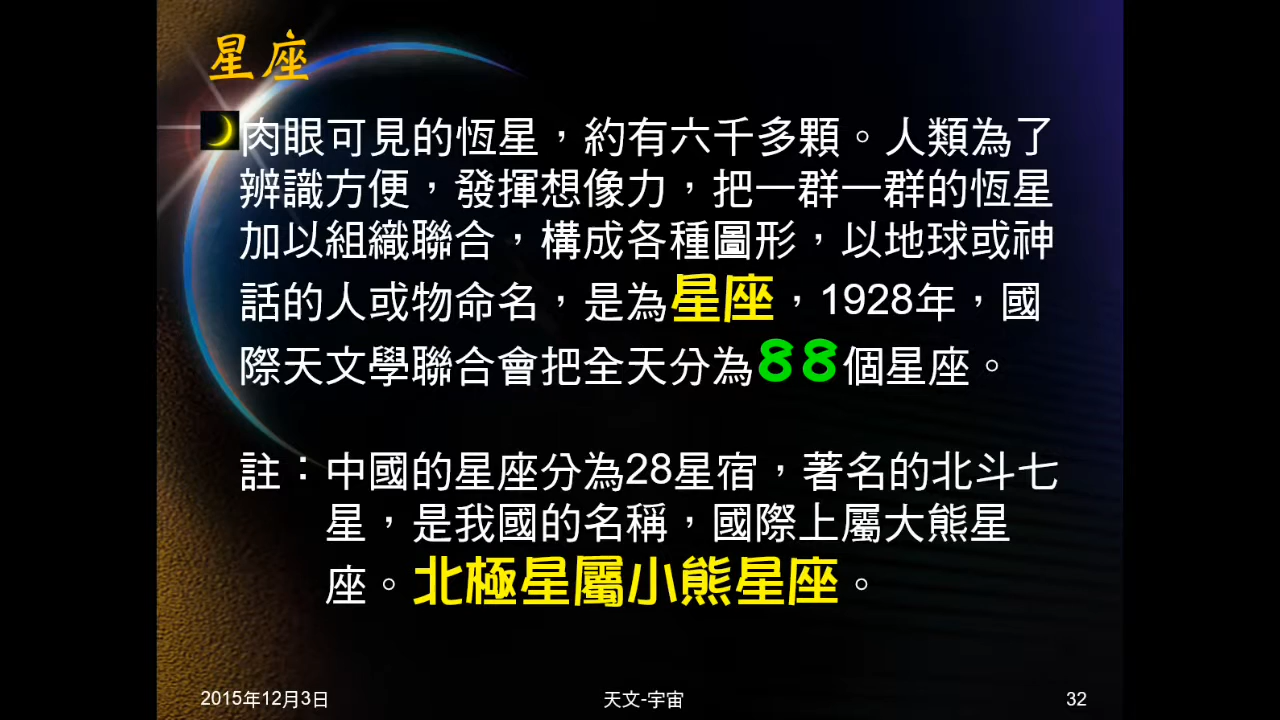 星座
肉眼可見的恆星，約有六千多顆。人類為了
辨識方便，發揮想像力，把一群一群的恆星
加以組織聯合，構成各種圖形，以地球或神
話的人或物命名，是為星座，1928年，國
際天文學聯合會把全天分為88個星座。
註：中國的星座分為28星宿，著名的北斗七
星，是我國的名稱，國際上屬大熊星
座。北極星屬小熊星座。
2015年12月3日
天文-宇宙
32